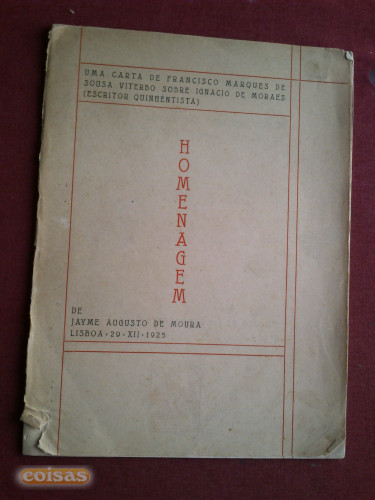 UMA CARTA DE FRANCISCO MARQUES DE
SOUSA VITERBO SOBRE IGNACIO DE MORAES
(ESCRITOR QUINHENTISTA)
HOMENAGEM
DE
JAYME AUGUSTO DE MOURA
LISBOA-29-XII-1925
coisas